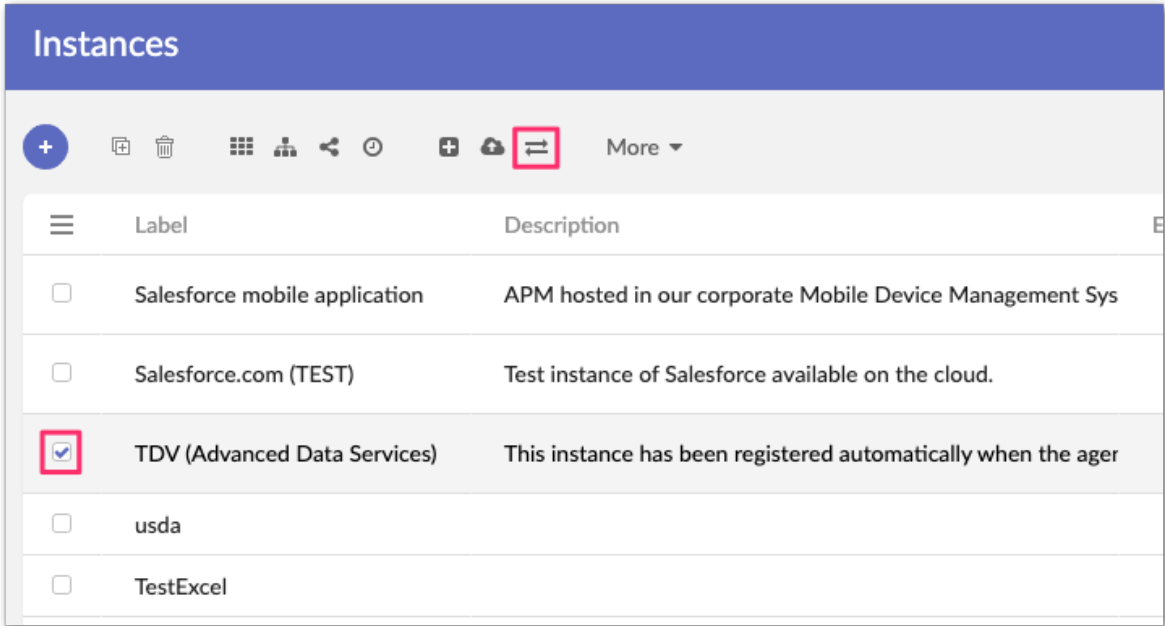 Instances
More
Label Description E
Salesforce mobile application APM hosted in our corporate Mobile Device Management Sys
Salesforce.com (TEST) Test instance of Salesforce available on the cloud.
TDV (Advanced Data Services) This instance has been registered automatically when the ager
usda
TestExcel